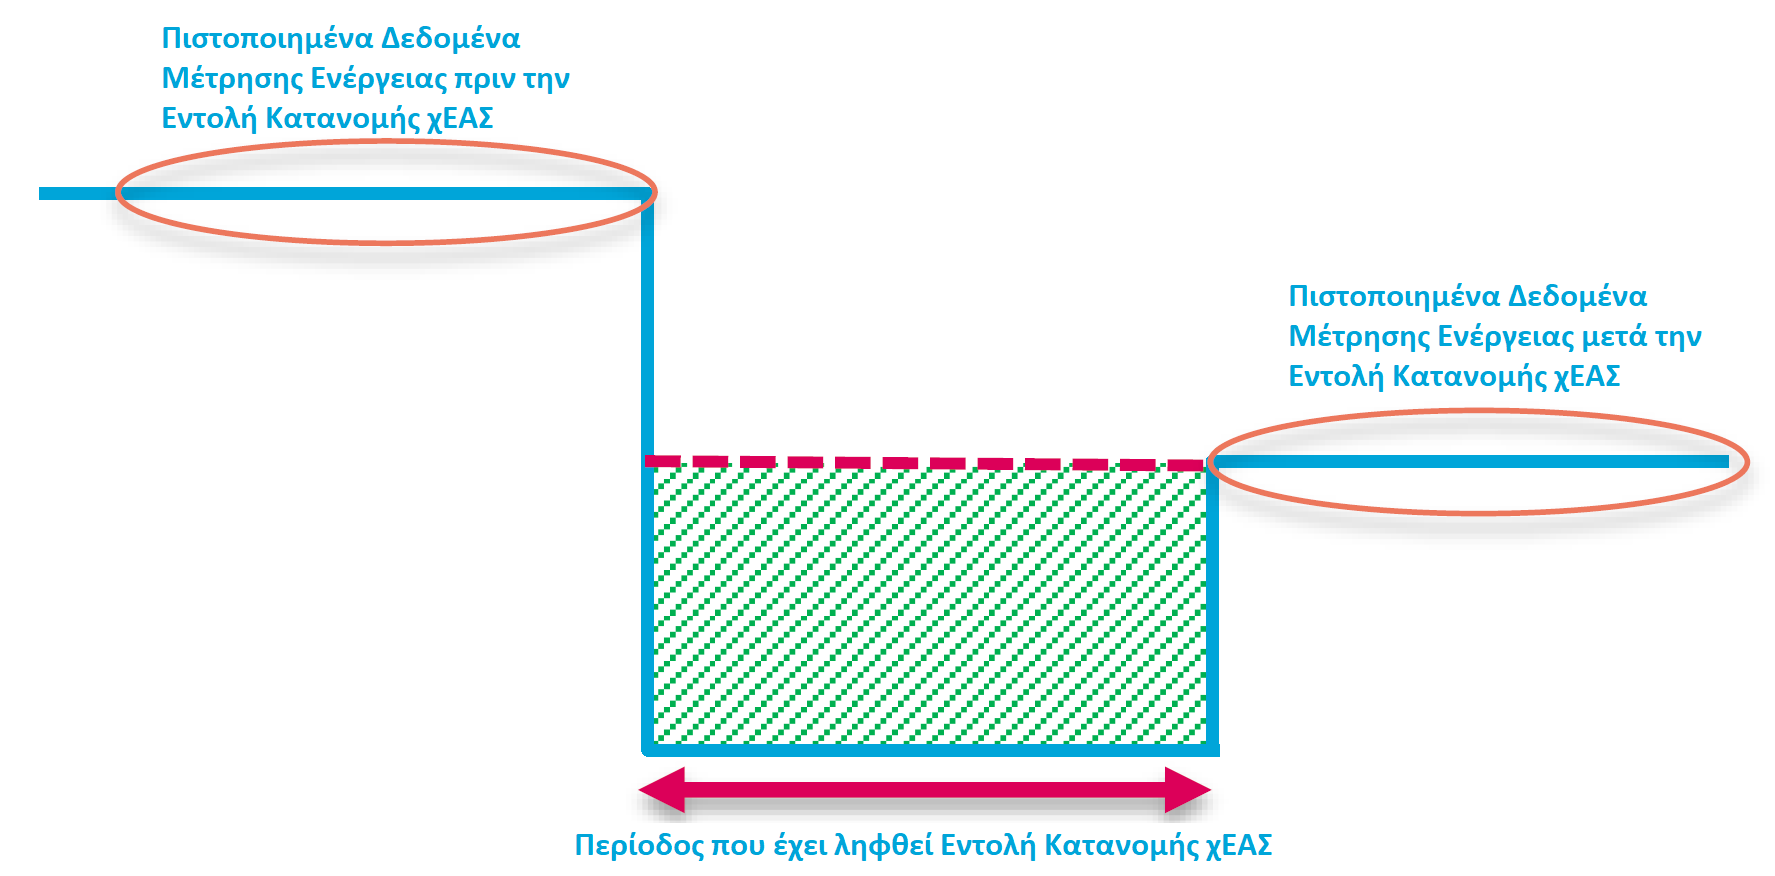 Πιστοποιημένα Δεδομένα
Μέτρησης Ενέργειας πριν την
Εντολή Κατανομής χΕΑΣ
Πιστοποιημένα Δεδομένα
Μέτρησης Ενέργειας μετά την
Εντολή Κατανομής χΕΑΣ
Περίοδος που έχει ληφθεί Εντολή Κατανομής χΕΑΣ